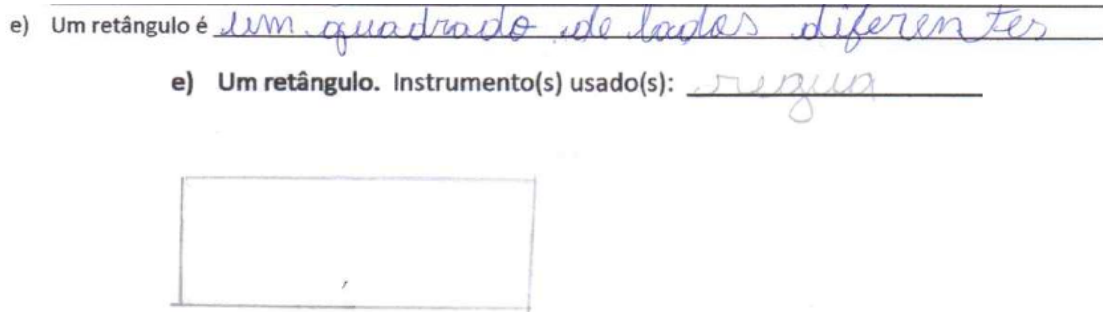 e) Um retângulo é um quadrado de lados diferentes
e) Um retângulo. Instrumento(s) usado(s): regua